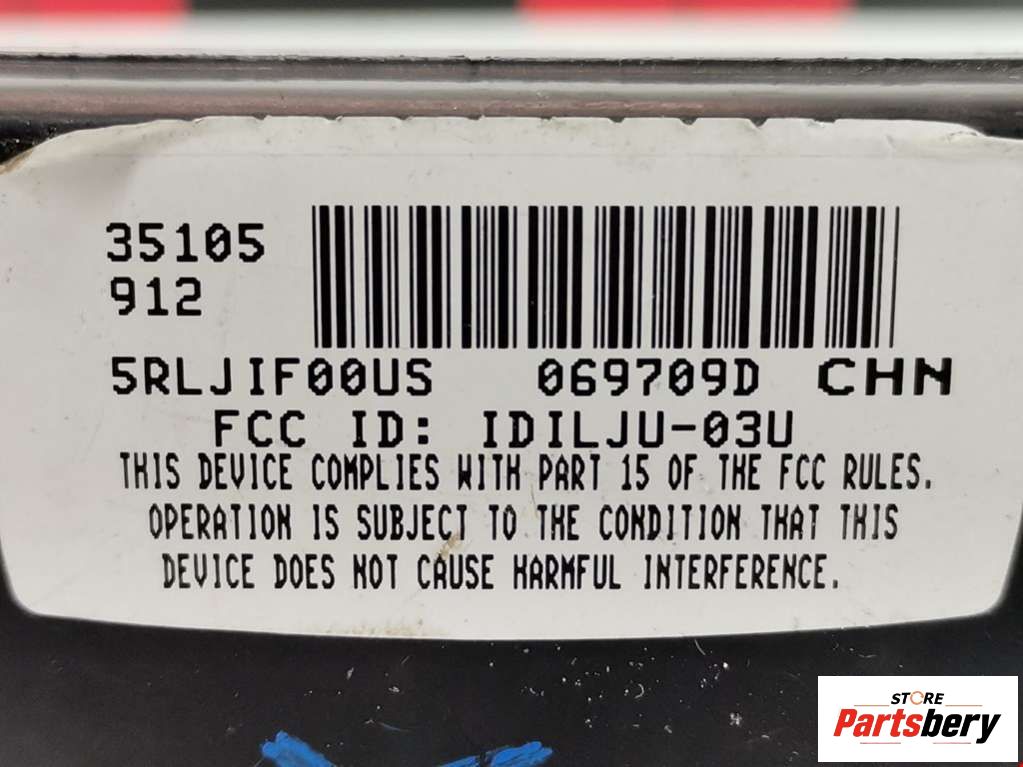 35105
912
5RLJIF00US 069709D CHN
FCC ID: IDILJU-03U
THIS DEVICE COMPLIES WITH PART 15 OF THE FCC RULES.
OPERATION IS SUBJECT TO THE CONDITION THAT THIS
DEVICE DOES NOT CAUSE HARMFUL INTERFERENCE.
STORE
Partsbery